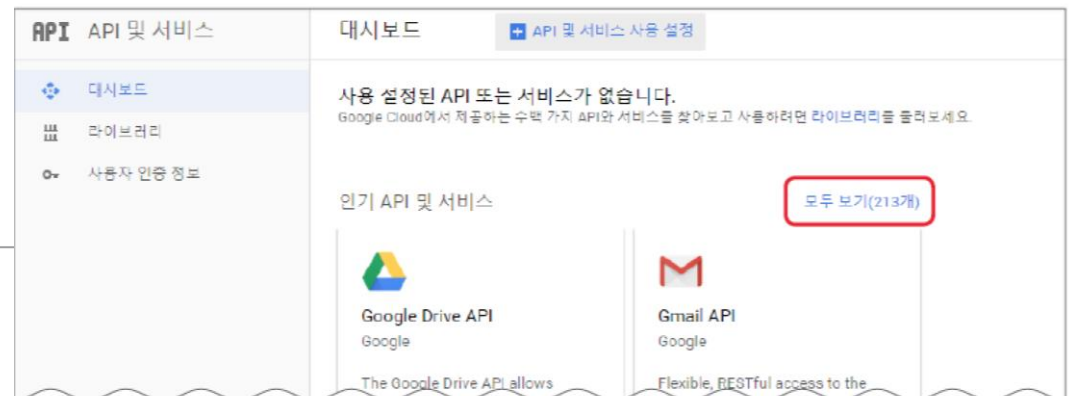 API API 및 서비스
대시보드
라이브러리
사용자 인증 정보
대시보드
API 및 서비스 사용 설정
사용 설정된 API 또는 서비스가 없습니다.
Google Cloud에서 제공하는 수백 가지 API와 서비스를 찾아보고 사용하려면 라이브러리를 둘러보세요.
인기 API 및 서비스
모두 보기(213개)
Google Drive API
Google
The Google Drive API allows
Gmail API
Google
Flexible, RESTful access to the